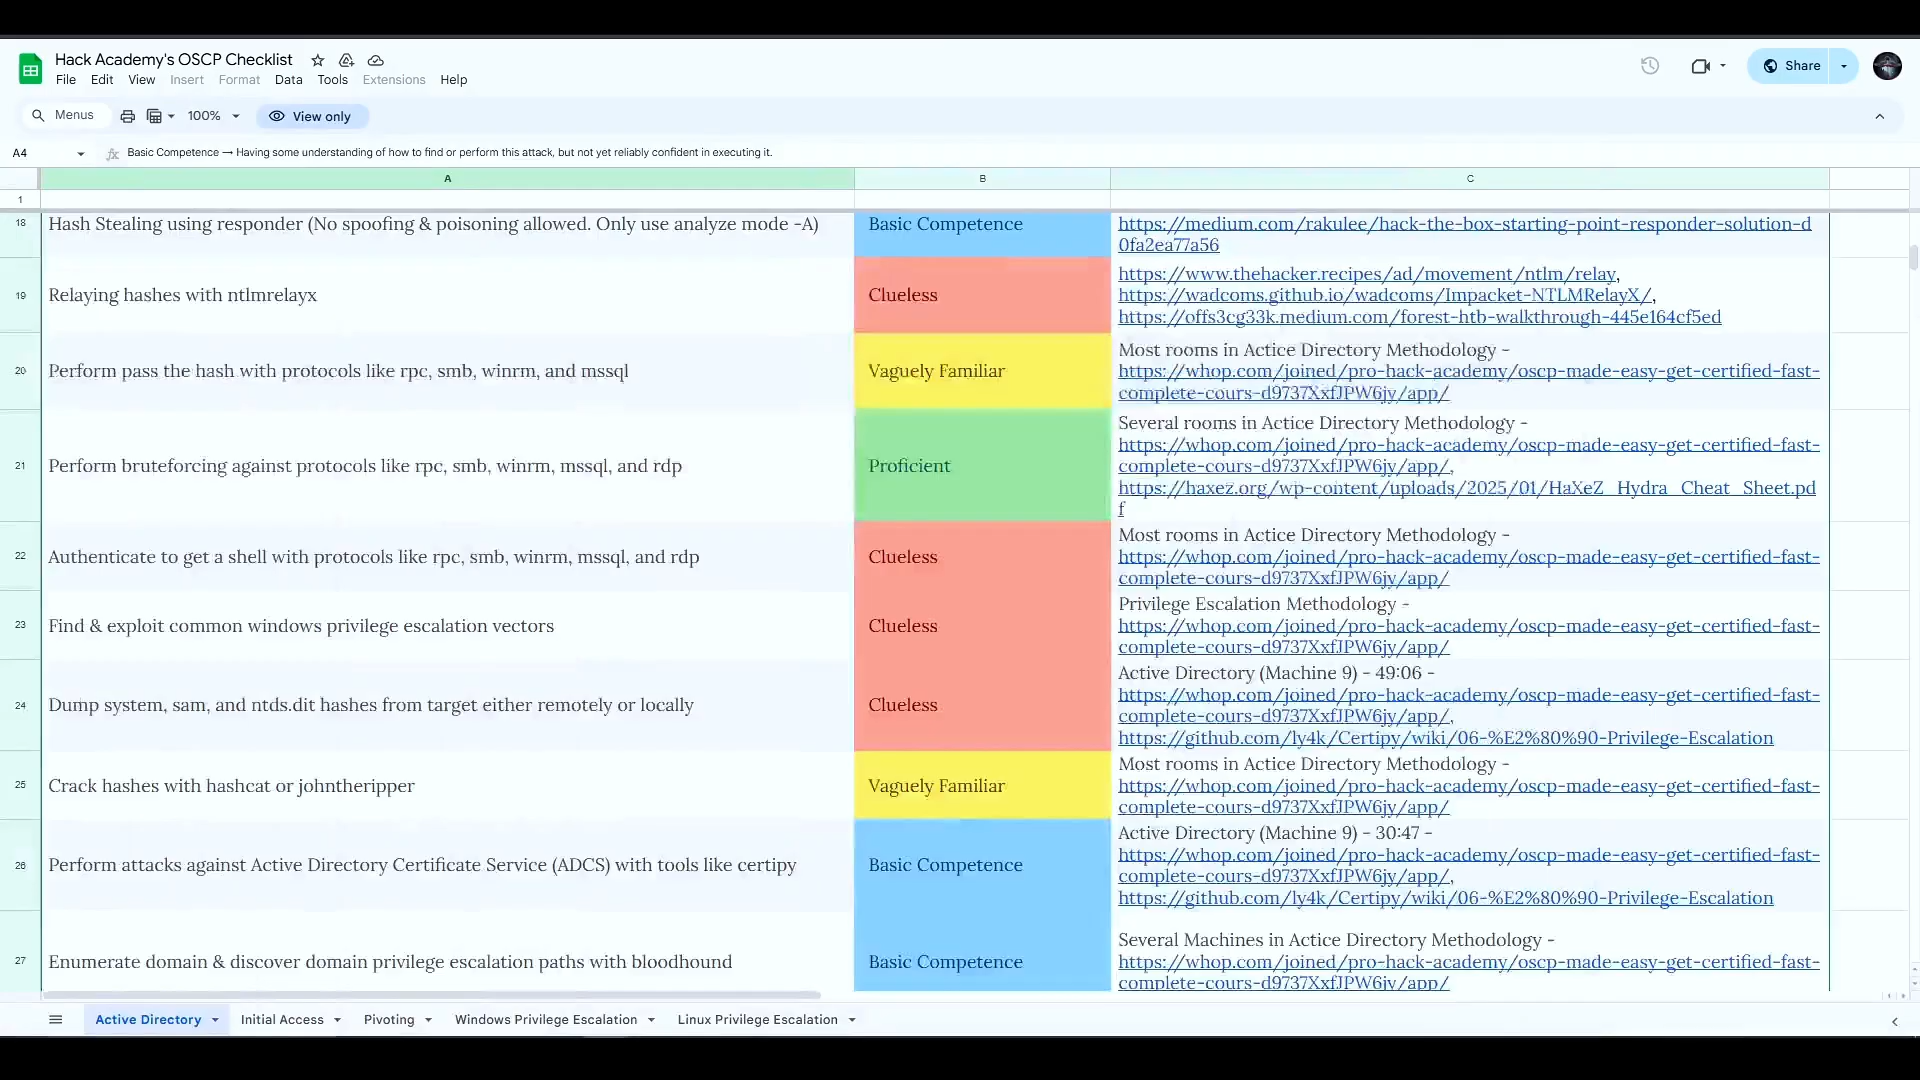 Hack Academy's OSCP Checklist
File Edit View Insert Format Data Tools Extensions Help
Share
Menus
100%
View only
A4
fx
Basic Competence → Having some understanding of how to find or perform this attack, but not yet reliably confident in executing it.
A B C
1
18
Hash Stealing using responder (No spoofing & poisoning allowed. Only use analyze mode -A)
Basic Competence
https://medium.com/rakulee/hack-the-box-starting-point-responder-solution-d
0fa2ea77a56
19
Relaying hashes with ntlmrelayx
Clueless
https://www.thehacker.recipes/ad/movement/ntlm/relay,
https://wadcoms.github.io/wadcoms/Impacket-NTLMRelayX/,
https://offs3cg33k.medium.com/forest-htb-walkthrough-445e164cf5ed
20
Perform pass the hash with protocols like rpc, smb, winrm, and mssql
Vaguely Familiar
Most rooms in Actice Directory Methodology -
https://whop.com/joined/pro-hack-academy/oscp-made-easy-get-certified-fast-
complete-cours-d9737XxfJPW6jy/app/
21
Perform bruteforcing against protocols like rpc, smb, winrm, mssql, and rdp
Proficient
Several rooms in Actice Directory Methodology -
https://whop.com/joined/pro-hack-academy/oscp-made-easy-get-certified-fast-
complete-cours-d9737XxfJPW6jy/app/,
https://haxez.org/wp-content/uploads/2025/01/HaXeZ_Hydra_Cheat_Sheet.pd
f
22
Authenticate to get a shell with protocols like rpc, smb, winrm, mssql, and rdp
Clueless
Most rooms in Actice Directory Methodology -
https://whop.com/joined/pro-hack-academy/oscp-made-easy-get-certified-fast-
complete-cours-d9737XxfJPW6jy/app/
23
Find & exploit common windows privilege escalation vectors
Clueless
Privilege Escalation Methodology -
https://whop.com/joined/pro-hack-academy/oscp-made-easy-get-certified-fast-
complete-cours-d9737XxfJPW6jy/app/
24
Dump system, sam, and ntds.dit hashes from target either remotely or locally
Clueless
Active Directory (Machine 9) - 49:06 -
https://whop.com/joined/pro-hack-academy/oscp-made-easy-get-certified-fast-
complete-cours-d9737XxfJPW6jy/app/,
https://github.com/ly4k/Certipy/wiki/06-%E2%80%90-Privilege-Escalation
25
Crack hashes with hashcat or johntheripper
Vaguely Familiar
Most rooms in Actice Directory Methodology -
https://whop.com/joined/pro-hack-academy/oscp-made-easy-get-certified-fast-
complete-cours-d9737XxfJPW6jy/app/
26
Perform attacks against Active Directory Certificate Service (ADCS) with tools like certipy
Basic Competence
Active Directory (Machine 9) - 30:47 -
https://whop.com/joined/pro-hack-academy/oscp-made-easy-get-certified-fast-
complete-cours-d9737XxfJPW6jy/app/,
https://github.com/ly4k/Certipy/wiki/06-%E2%80%90-Privilege-Escalation
27
Enumerate domain & discover domain privilege escalation paths with bloodhound
Basic Competence
Several Machines in Actice Directory Methodology -
https://whop.com/joined/pro-hack-academy/oscp-made-easy-get-certified-fast-
complete-cours-d9737XxfJPW6jy/app/
Active Directory Initial Access Pivoting Windows Privilege Escalation Linux Privilege Escalation